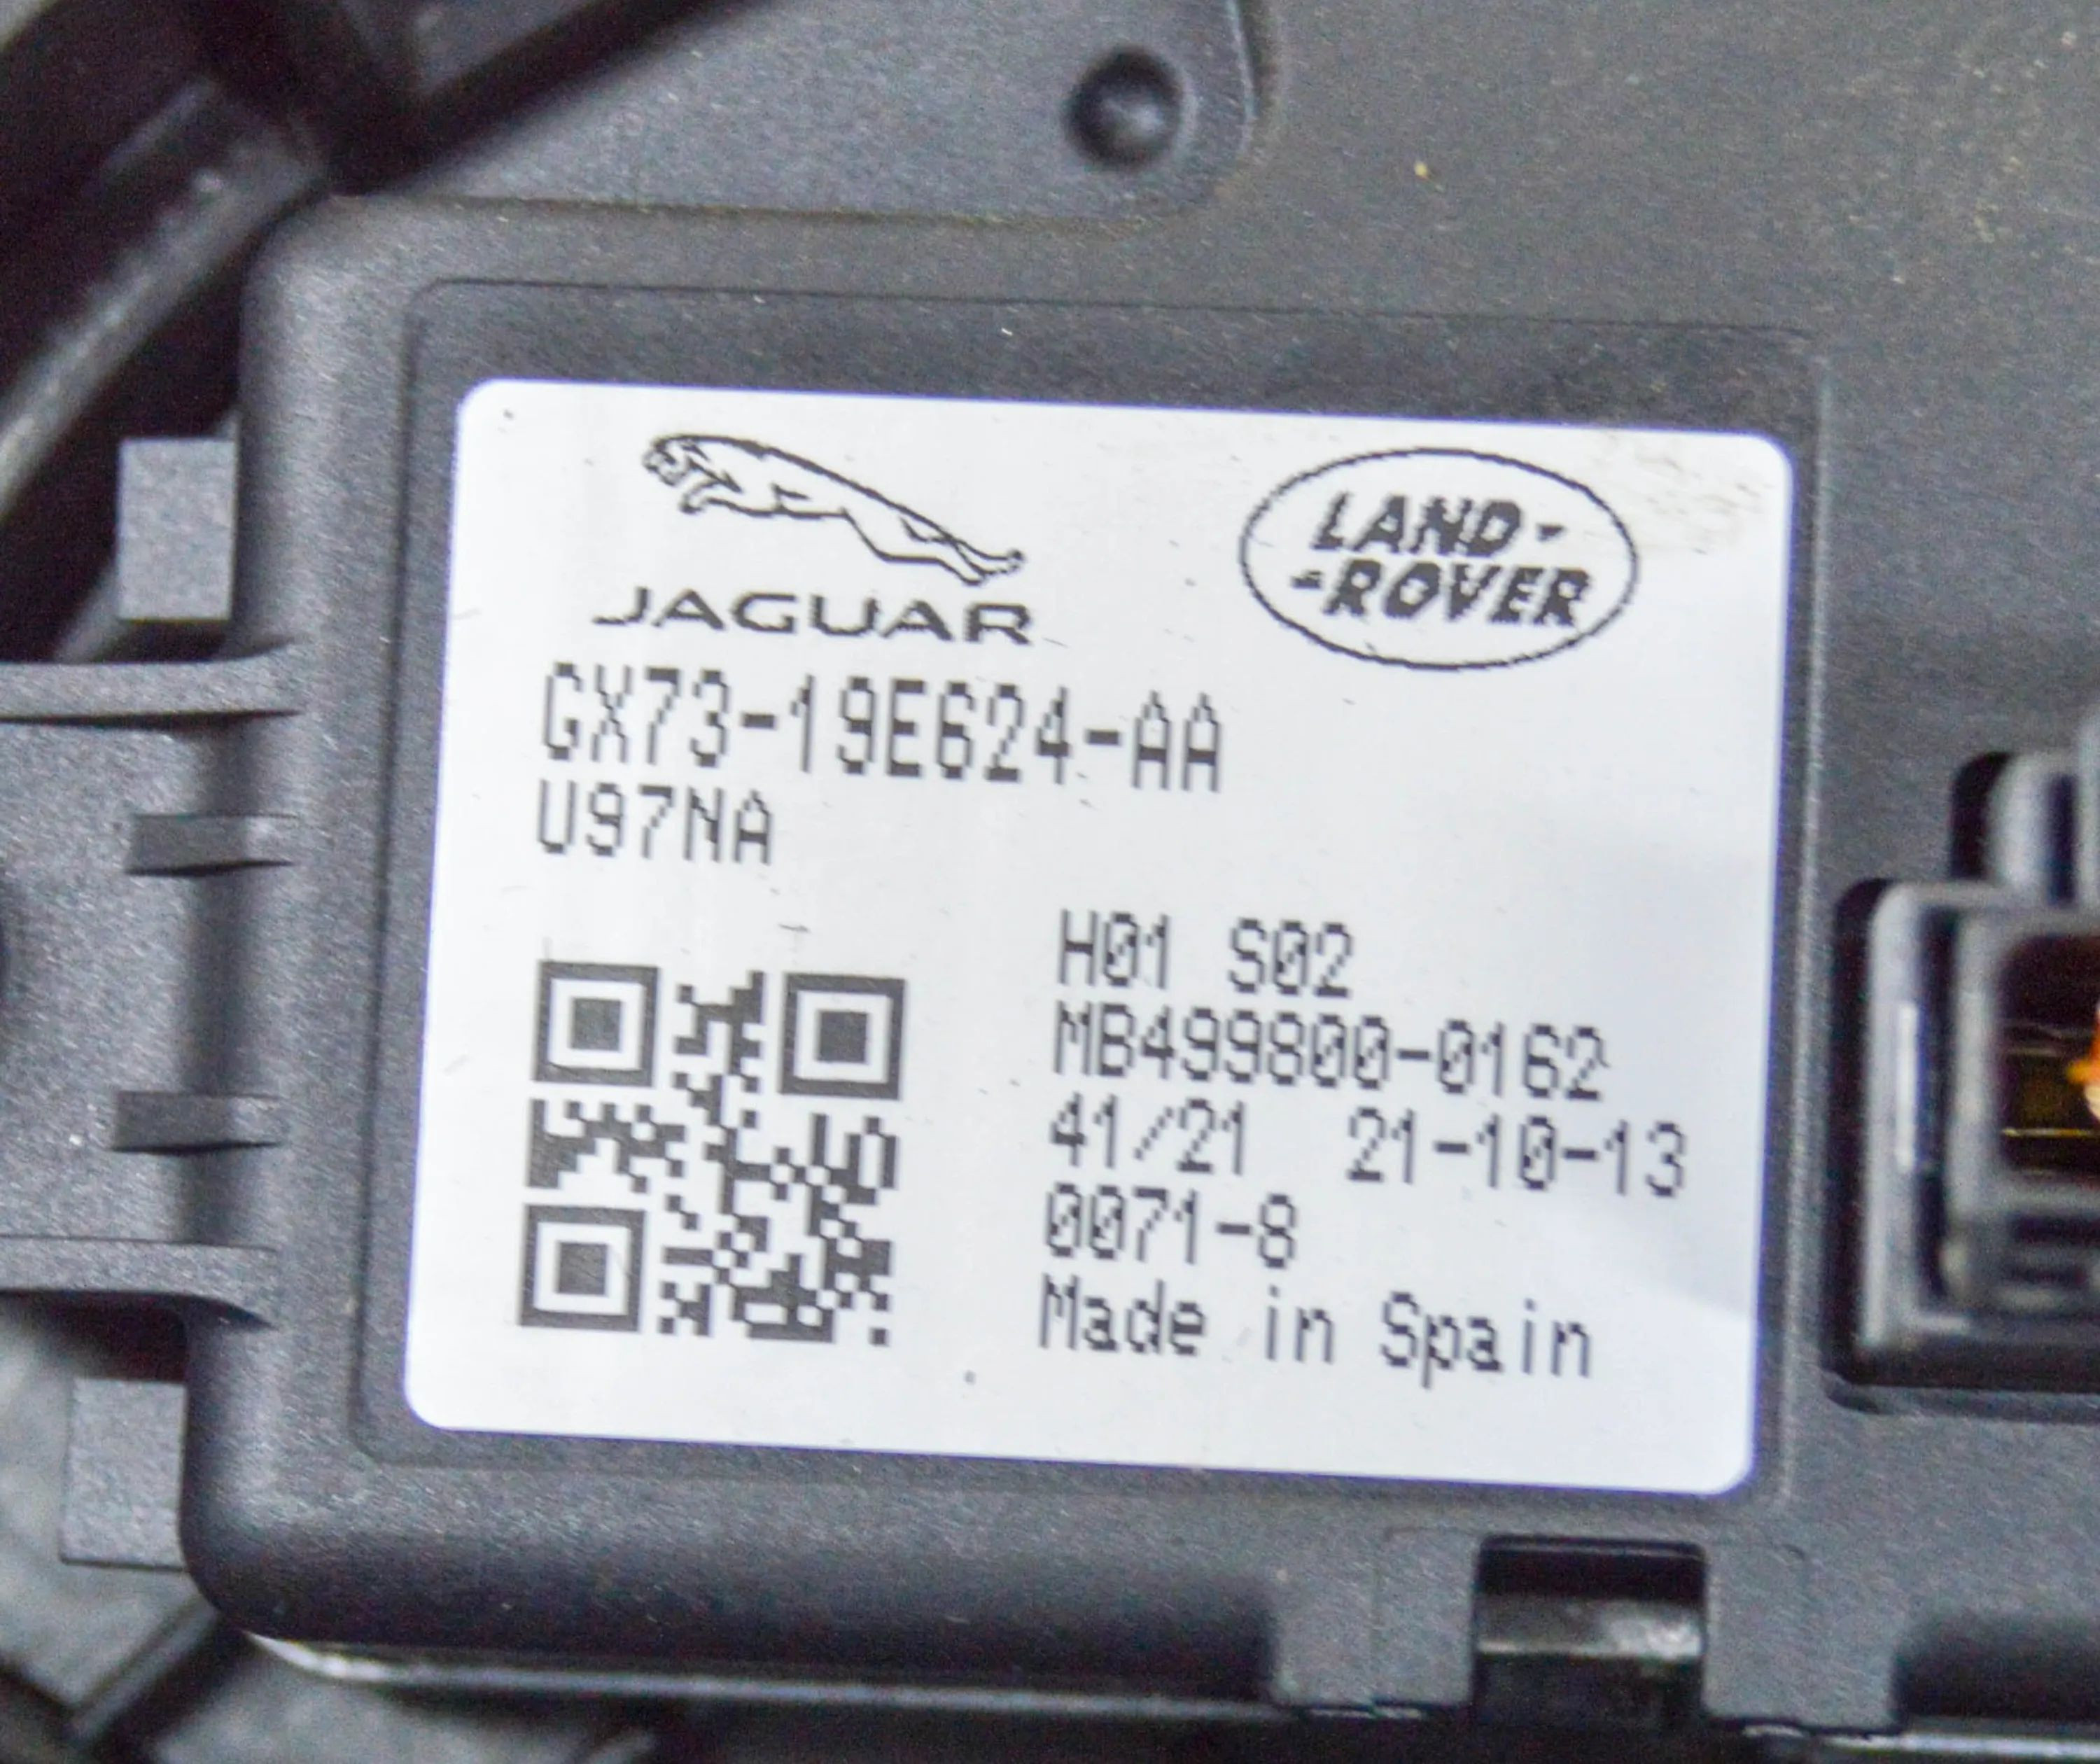 JAGUAR
LAND-
-ROVER
GX73-19E624-AA
U97NA
H01 S02
MB499800-0162
41/21 21-10-13
0071-8
Made in Spain